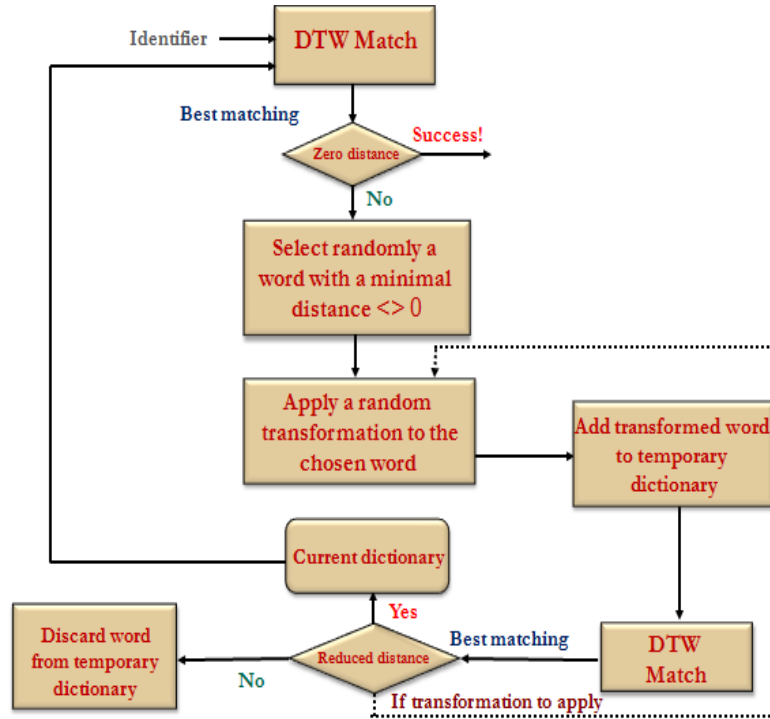 Identifier
DTW Match
Best matching
Success!
Zero distance
No
Select randomly a
word with a minimal
distance <> 0
Apply a random
transformation to the
chosen word
Add transformed word
to temporary
dictionary
Current dictionary
Yes
Discard word
from temporary
dictionary
No
Reduced distance
Best matching
DTW
Match
If transformation to apply